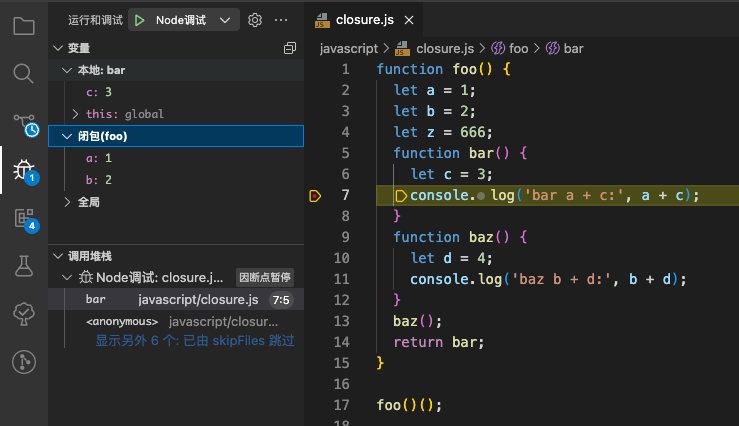 运行和调试 Node调试
变量
本地: bar
c: 3
this: global
闭包(foo)
a: 1
b: 2
全局
调用堆栈
Node调试: closure.j... 因断点暂停
bar javascript/closure.js 7:5
<anonymous> javascript/closur...
显示另外 6 个: 已由 skipFiles 跳过
1
4
closure.js
javascript > closure.js > foo > bar
1 function foo() {
2 let a = 1;
3 let b = 2;
4 let z = 666;
5 function bar() {
6 let c = 3;
7 console.log('bar a + c:', a + c);
8 }
9 function baz() {
10 let d = 4;
11 console.log('baz b + d:', b + d);
12 }
13 baz();
14 return bar;
15 }
16
17 foo()();
18